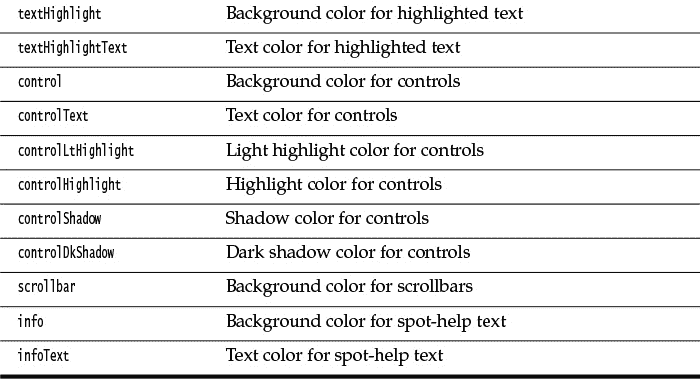 textHighlight Background color for highlighted text
textHighlightText Text color for highlighted text
control Background color for controls
controlText Text color for controls
controlLtHighlight Light highlight color for controls
controlHighlight Highlight color for controls
controlShadow Shadow color for controls
controlDkShadow Dark shadow color for controls
scrollbar Background color for scrollbars
info Background color for spot-help text
infoText Text color for spot-help text